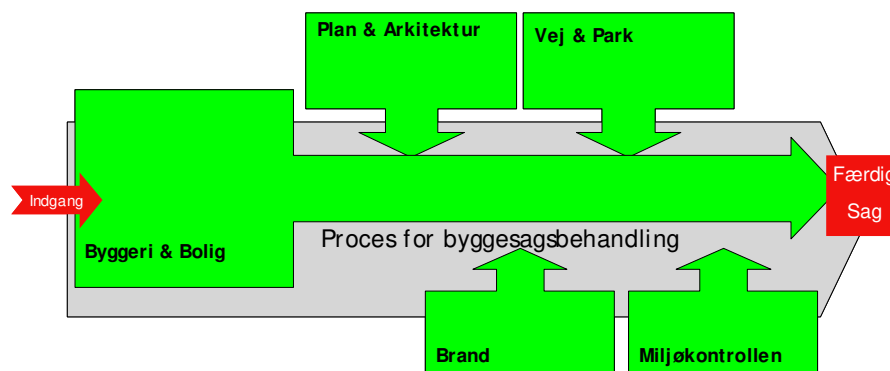 Plan & Arkitektur
Vej & Park
Indgang
Færdig
Sag
Byggeri & Bolig
Proces for byggesagsbehandling
Brand
Miljøkontrollen